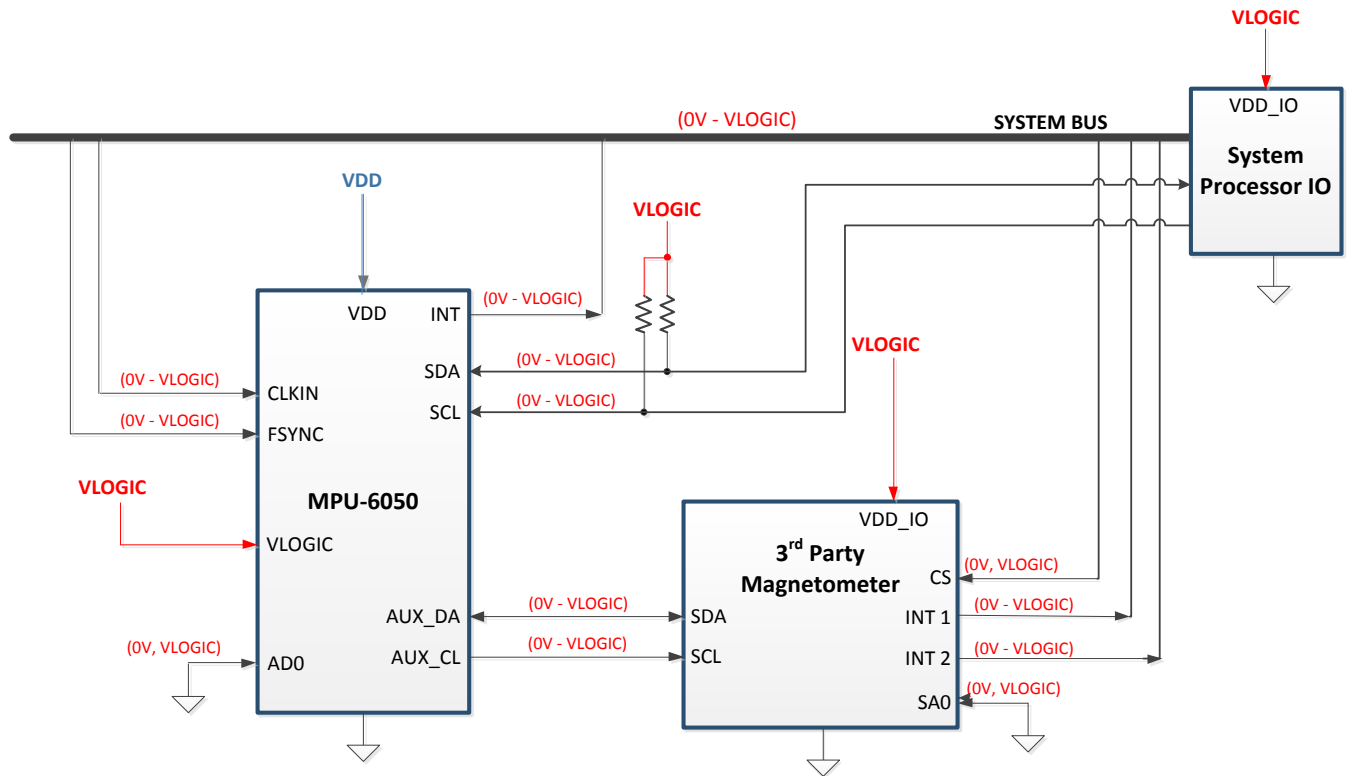 VLOGIC
VDD_IO
System
Processor IO
(0V - VLOGIC)
SYSTEM BUS
VDD
VLOGIC
VDD
INT
(0V - VLOGIC)
SDA
(0V - VLOGIC)
SCL
(0V - VLOGIC)
(0V - VLOGIC)
CLKIN
(0V - VLOGIC)
FSYNC
VLOGIC
VLOGIC
MPU-6050
AUX_DA
(0V - VLOGIC)
AUX_CL
(0V - VLOGIC)
(0V, VLOGIC)
AD0
VLOGIC
VDD_IO
3rd Party
Magnetometer
SDA
SCL
CS
(0V, VLOGIC)
INT 1
(0V - VLOGIC)
INT 2
(0V - VLOGIC)
SA0
(0V, VLOGIC)